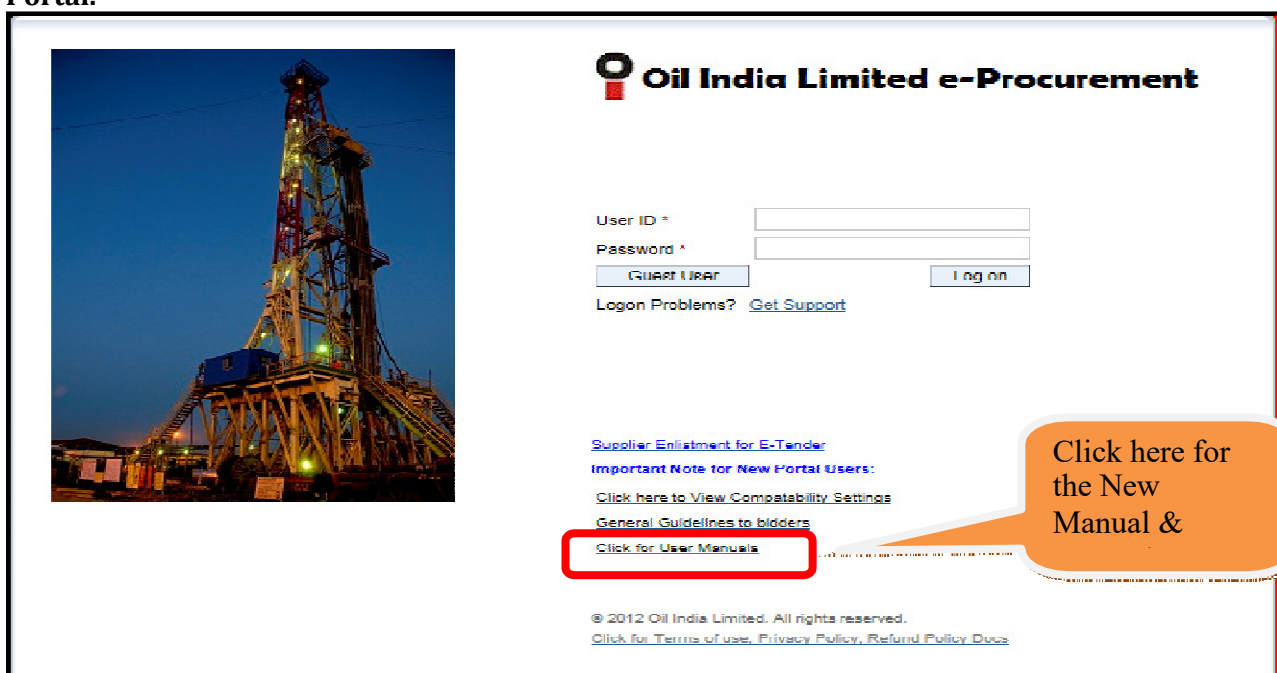 Portal.
Oil India Limited e-Procurement
User ID *
Password *
Guest User Log on
Logon Problems? Get Support
Supplier Enlistment for E-Tender
Important Note for New Portal Users:
Click here to View Compatability Settings
General Guidelines to bidders
Click for User Manuals
Click here for
the New
Manual &
© 2012 Oil India Limited. All rights reserved.
Click for Terms of use, Privacy Policy, Refund Policy Docs